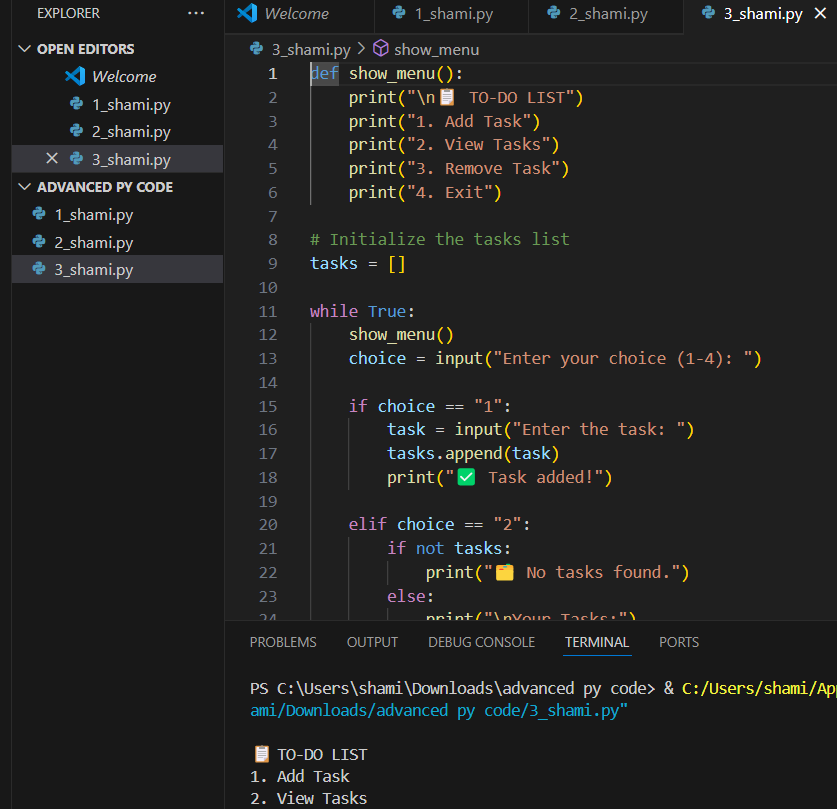 EXPLORER ...
OPEN EDITORS
Welcome
1_shami.py
2_shami.py
3_shami.py
ADVANCED PY CODE
1_shami.py
2_shami.py
3_shami.py
Welcome 1_shami.py 2_shami.py 3_shami.py
3_shami.py > show_menu
1 def show_menu():
2     print("\n📋 TO-DO LIST")
3     print("1. Add Task")
4     print("2. View Tasks")
5     print("3. Remove Task")
6     print("4. Exit")
7
8 # Initialize the tasks list
9 tasks = []
10
11 while True:
12     show_menu()
13     choice = input("Enter your choice (1-4): ")
14
15     if choice == "1":
16         task = input("Enter the task: ")
17         tasks.append(task)
18         print("✅ Task added!")
19
20     elif choice == "2":
21         if not tasks:
22             print("🗂️ No tasks found.")
23         else:
24             print("\nYour Tasks:")
PROBLEMS OUTPUT DEBUG CONSOLE TERMINAL PORTS
PS C:\Users\shami\Downloads\advanced py code> & C:/Users/shami/Ap
ami/Downloads/advanced py code/3_shami.py"
📋 TO-DO LIST
1. Add Task
2. View Tasks